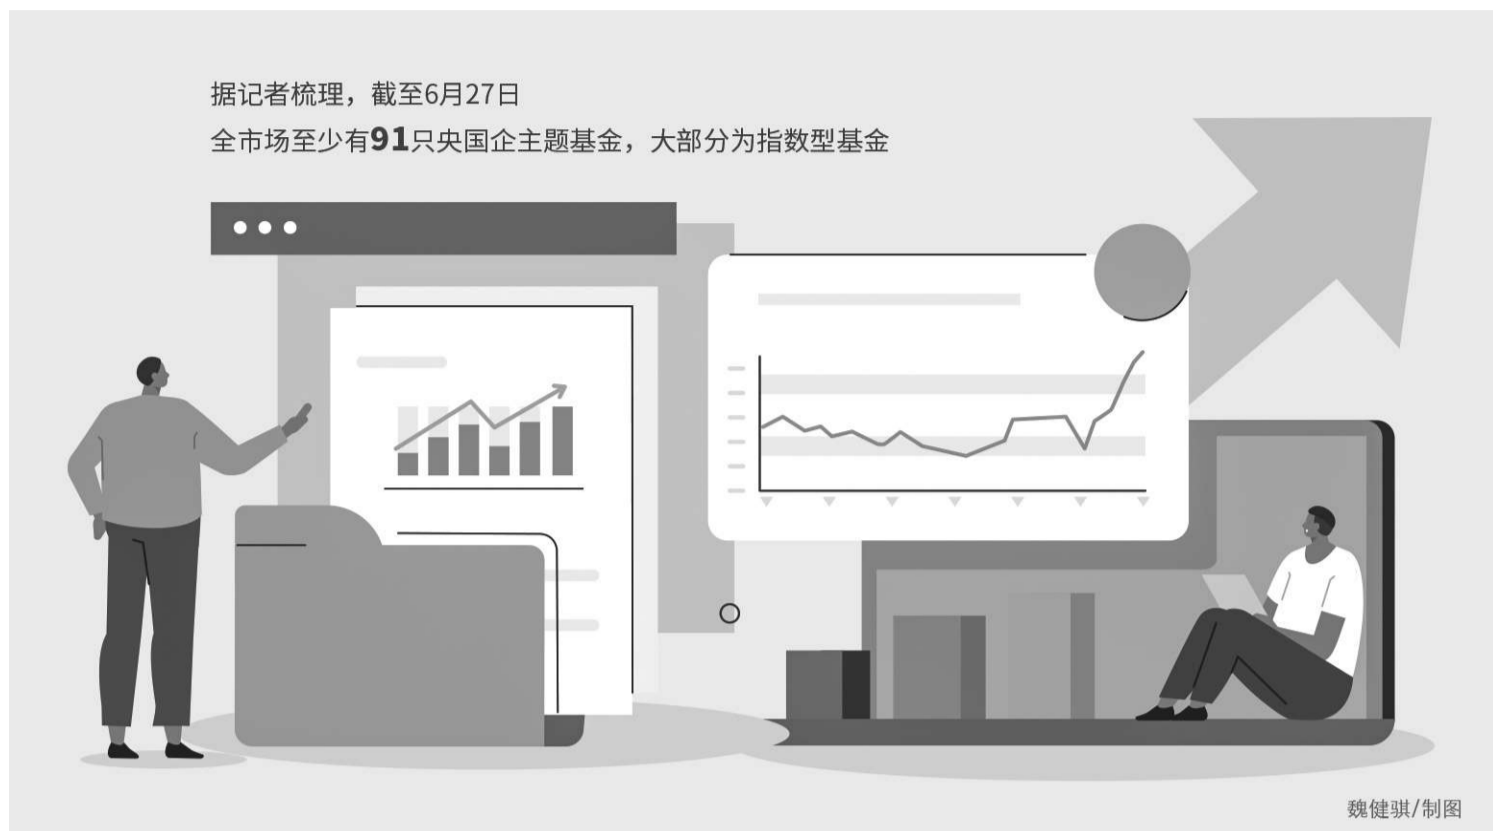 据记者梳理，截至6月27日
全市场至少有91只央国企主题基金，大部分为指数型基金
魏健骐/制图